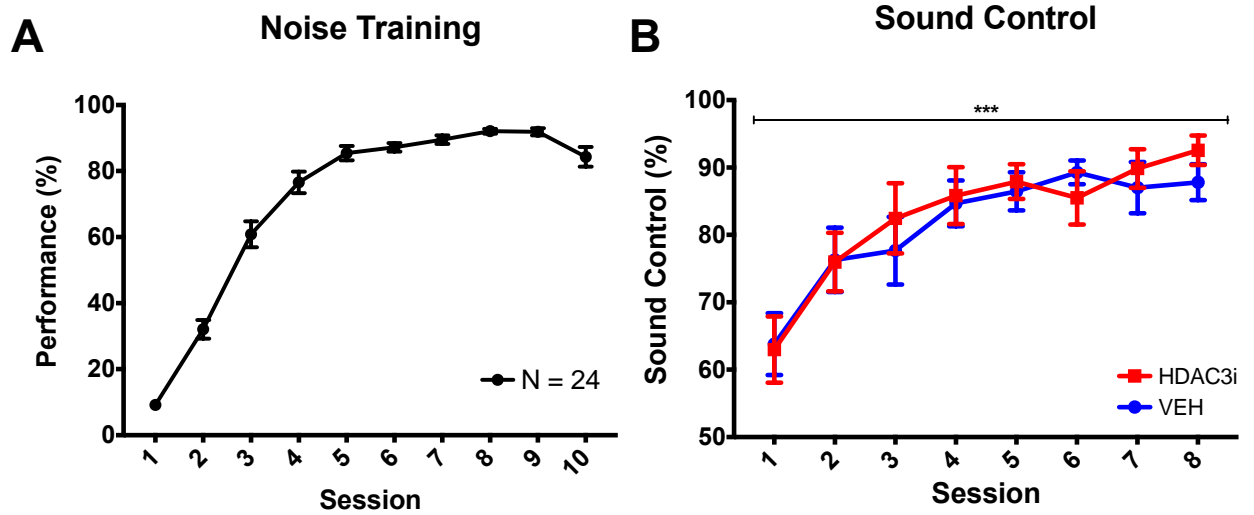 A
Noise Training
Performance (%)
100
80
60
40
20
0
N = 24
1 2 3 4 5 6 7 8 9 10
Session
B
Sound Control
Sound Control (%)
100
90
80
70
60
50
***
HDAC3i
VEH
1 2 3 4 5 6 7 8
Session